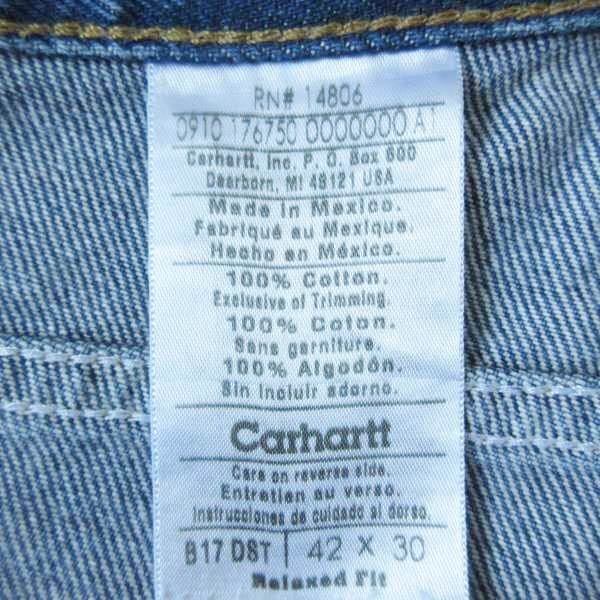 RN# 14806
0910 176750 0000000 A1
Carhartt, Inc. P. O. Box 600
Dearborn, MI 48121 USA
Made in Mexico.
Fabriqué au Mexique.
Hecho en México.
100% Cotton.
Exclusive of Trimming.
100% Coton.
Sans garniture.
100% Algodón.
Sin incluir adorno.
Carhartt
Care on reverse side.
Entretien au verso.
Instrucciones de cuidado al dorso.
B17 DST | 42 X 30
Relaxed Fit